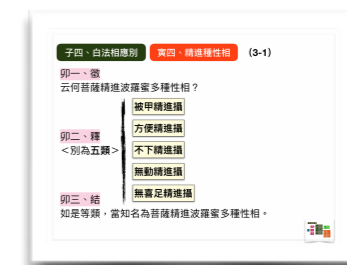 子四、白法相應別 寅四、精進種性相 (3-1)
卯一、徵
云何菩薩精進波羅蜜多種性相?
被甲精進攝
方便精進攝
卯二、釋
<別為五類>
不下精進攝
無動精進攝
無喜足精進攝
卯三、結
如是等類,當知名為菩薩精進波羅蜜多種性相。